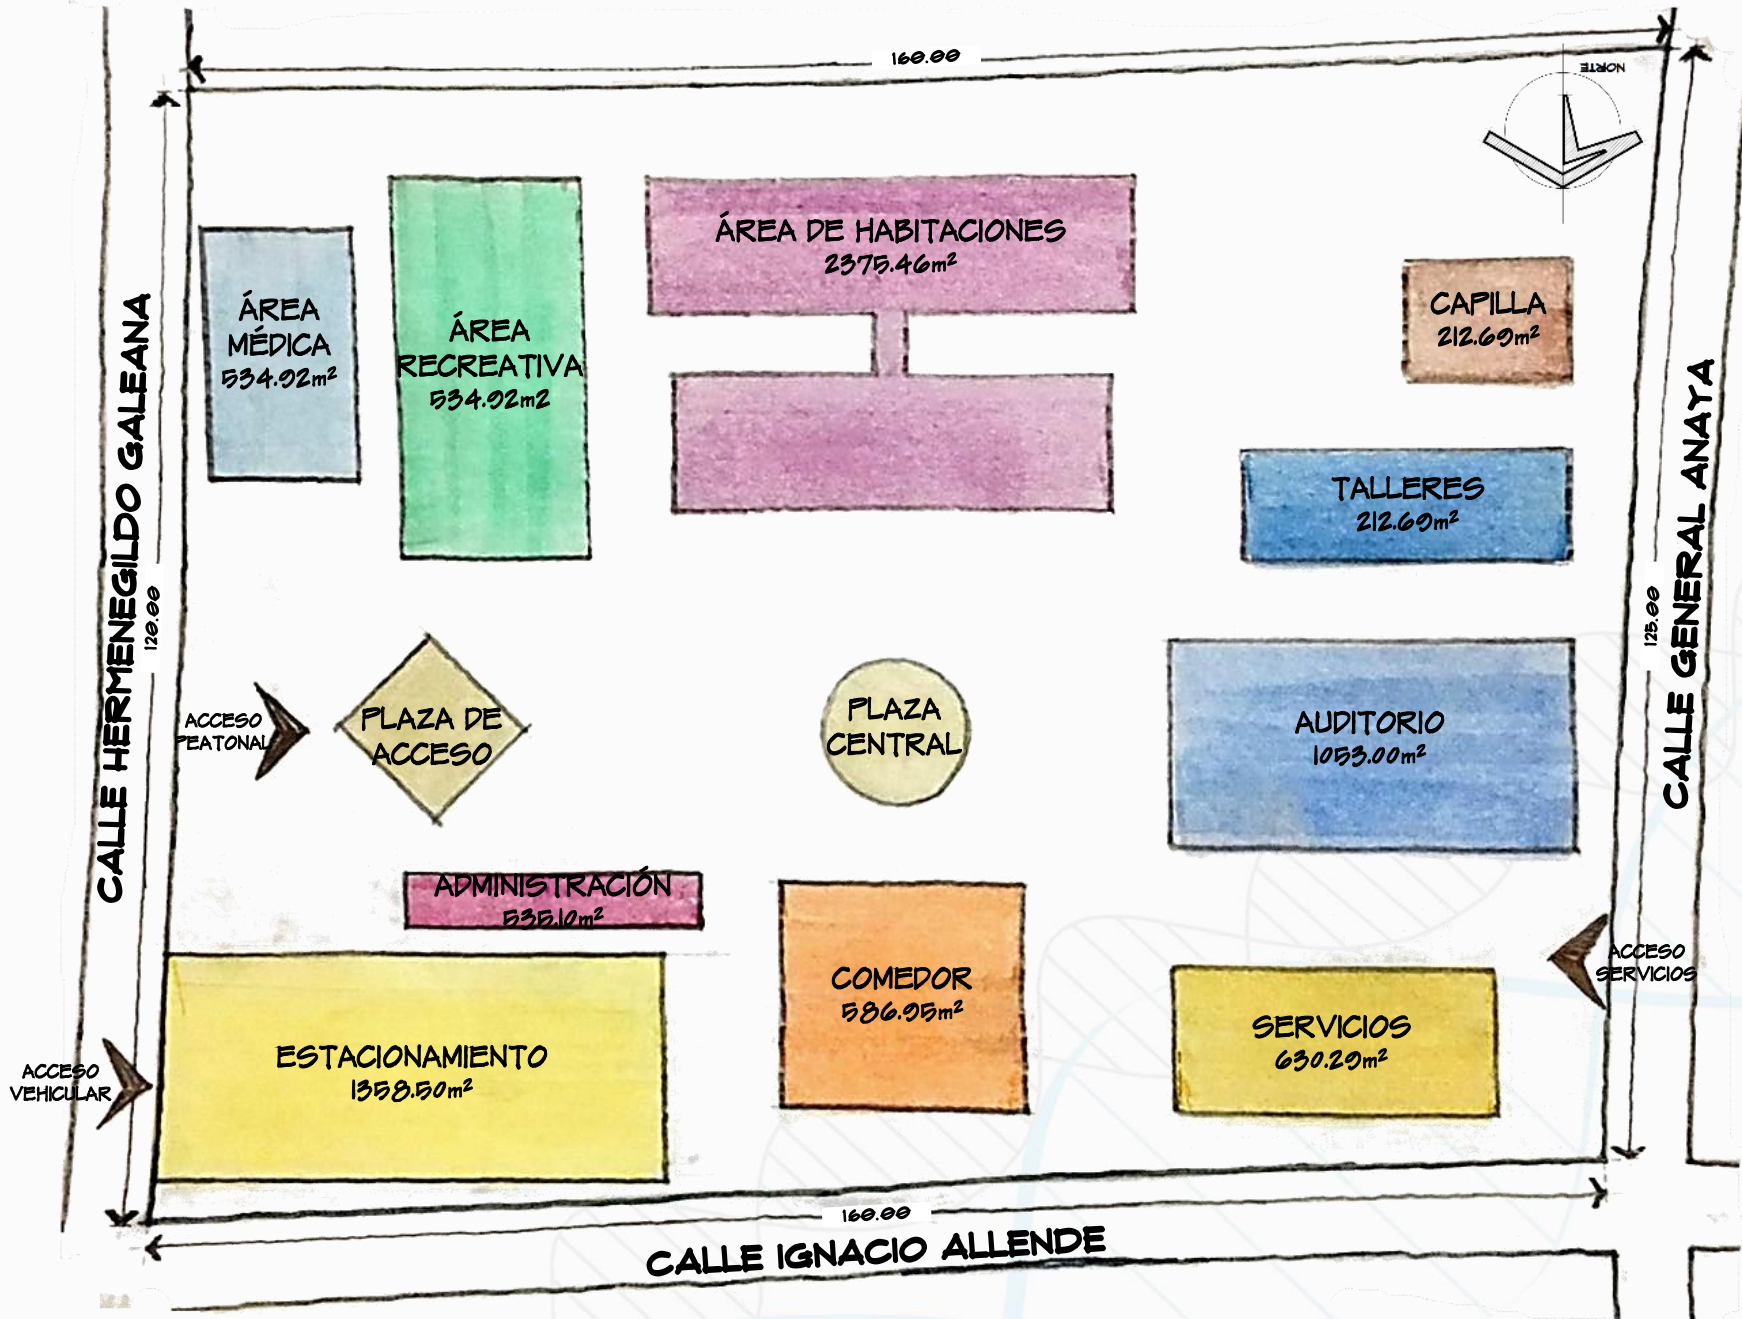 160.00
NORTE
ÁREA DE HABITACIONES
2375.46m²
ÁREA
MÉDICA
534.92m²
ÁREA
RECREATIVA
534.92m2
CAPILLA
212.69m²
TALLERES
212.69m²
CALLE HERMENEGILDO GALEANA
120.00
125.00
CALLE GENERAL ANAYA
ACCESO
PEATONAL
PLAZA DE
ACCESO
PLAZA
CENTRAL
AUDITORIO
1053.00m²
ADMINISTRACIÓN
535.10m²
COMEDOR
586.95m²
ACCESO
SERVICIOS
SERVICIOS
630.29m²
ESTACIONAMIENTO
1358.50m²
ACCESO
VEHICULAR
160.00
CALLE IGNACIO ALLENDE